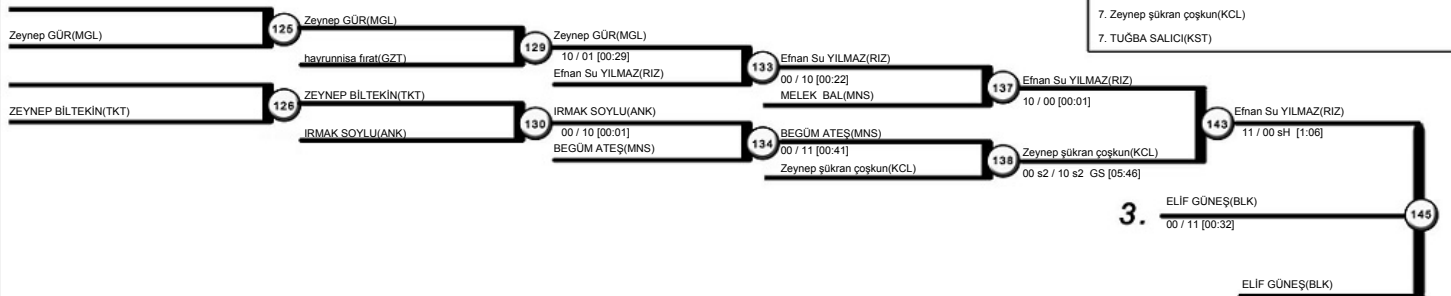 7. Zeynep şükran çoşkun(KCL)
7. TUĞBA SALICI(KST)
Zeynep GÜR(MGL)
125
Zeynep GÜR(MGL)
hayrunnisa fırat(GZT)
129
Zeynep GÜR(MGL)
10 / 01 [00:29]
Efnan Su YILMAZ(RIZ)
133
Efnan Su YILMAZ(RIZ)
00 / 10 [00:22]
MELEK BAL(MNS)
137
Efnan Su YILMAZ(RIZ)
10 / 00 [00:01]
ZEYNEP BİLTEKİN(TKT)
126
ZEYNEP BİLTEKİN(TKT)
IRMAK SOYLU(ANK)
130
IRMAK SOYLU(ANK)
00 / 10 [00:01]
BEGÜM ATEŞ(MNS)
134
BEGÜM ATEŞ(MNS)
00 / 11 [00:41]
Zeynep şükran çoşkun(KCL)
138
Zeynep şükran çoşkun(KCL)
00 s2 / 10 s2 GS [05:46]
143
Efnan Su YILMAZ(RIZ)
11 / 00 sH [1:06]
3.
ELİF GÜNEŞ(BLK)
00 / 11 [00:32]
145
ELİF GÜNEŞ(BLK)